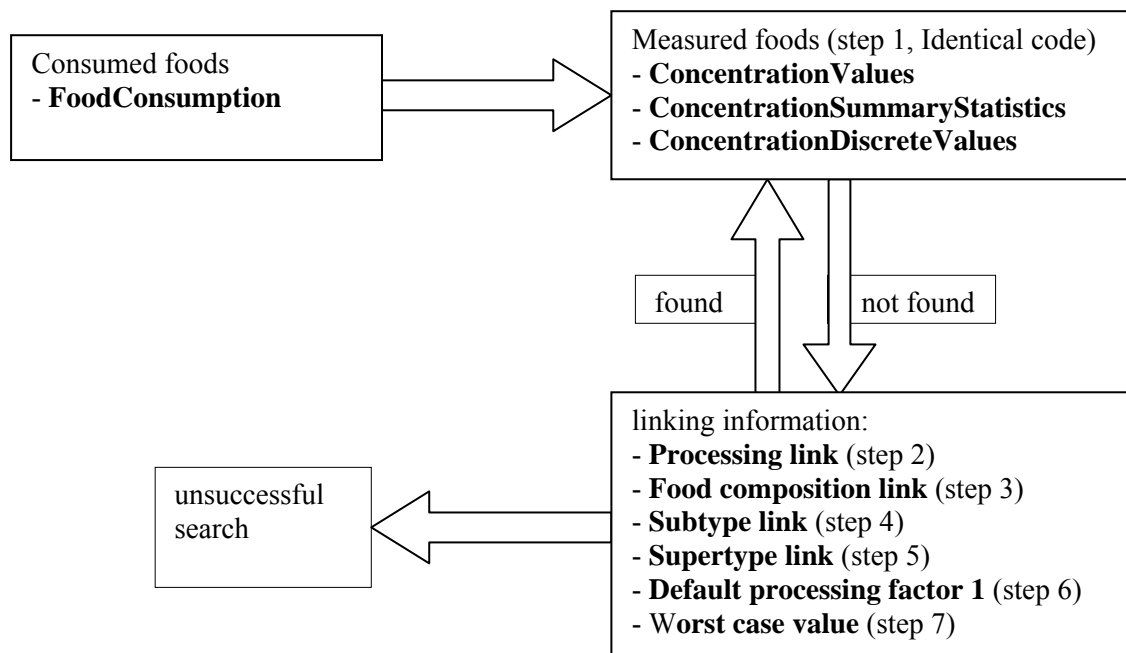 Consumed foods
- FoodConsumption
Measured foods (step 1, Identical code)
- ConcentrationValues
- ConcentrationSummaryStatistics
- ConcentrationDiscreteValues
found
not found
linking information:
- Processing link (step 2)
- Food composition link (step 3)
- Subtype link (step 4)
- Supertype link (step 5)
- Default processing factor 1 (step 6)
- Worst case value (step 7)
unsuccessful
search